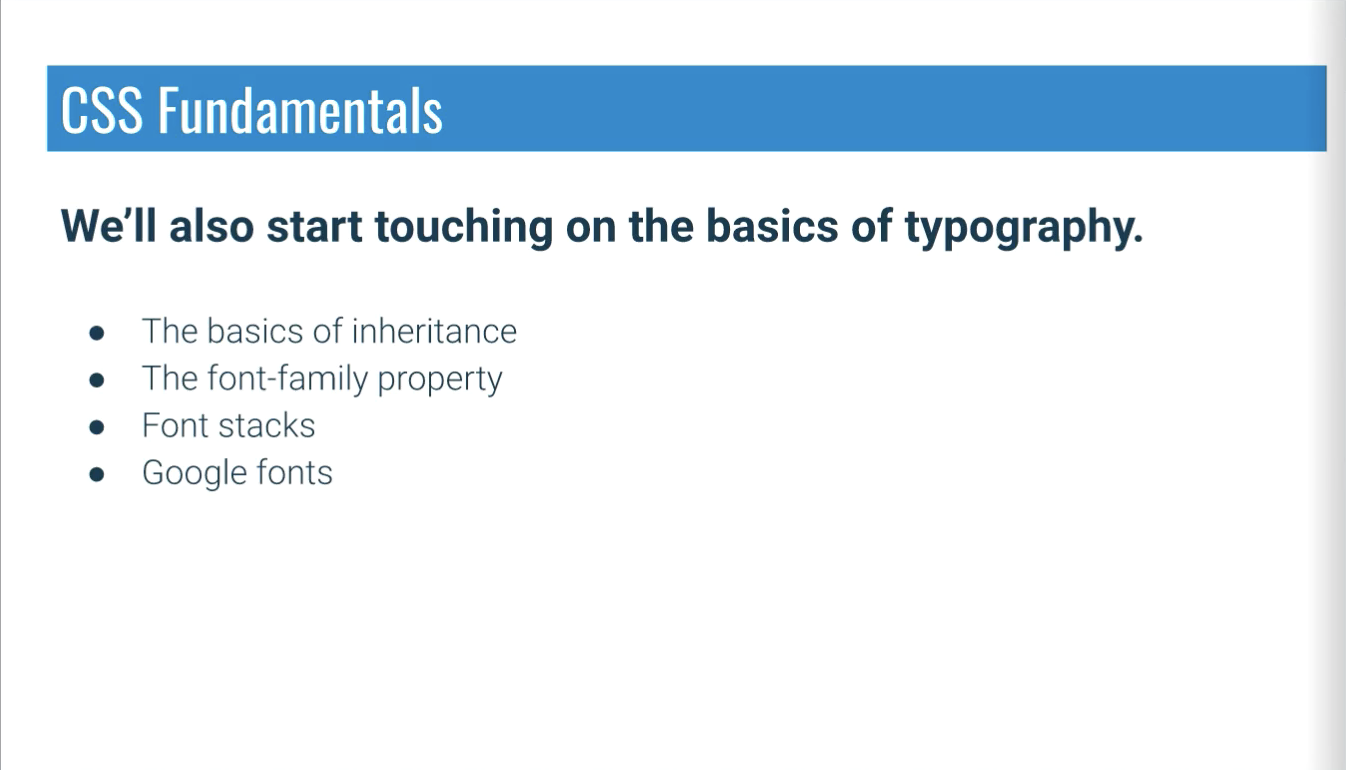 CSS Fundamentals
We’ll also start touching on the basics of typography.
● The basics of inheritance
● The font-family property
● Font stacks
● Google fonts